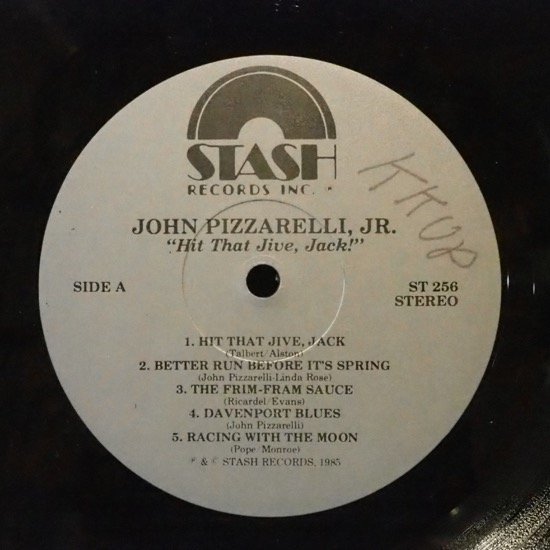 STASH
RECORDS INC. ®
KKUP
JOHN PIZZARELLI, JR.
"Hit That Jive, Jack!"
SIDE A
ST 256
STEREO
1. HIT THAT JIVE, JACK
(Talbert/Alston)
2. BETTER RUN BEFORE IT'S SPRING
(John Pizzarelli-Linda Rose)
3. THE FRIM-FRAM SAUCE
(Ricardel/Evans)
4. DAVENPORT BLUES
(John Pizzarelli)
5. RACING WITH THE MOON
(Pope/Monroe)
℗ & © STASH RECORDS, 1985